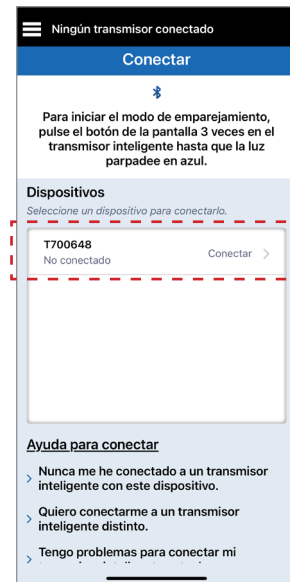 Ningún transmisor conectado
Conectar
Para iniciar el modo de emparejamiento,
pulse el botón de la pantalla 3 veces en el
transmisor inteligente hasta que la luz
parpadee en azul.
Dispositivos
Seleccione un dispositivo para conectarlo.
T700648
No conectado
Conectar
Ayuda para conectar
Nunca me he conectado a un transmisor
inteligente con este dispositivo.
Quiero conectarme a un transmisor
inteligente distinto.
Tengo problemas para conectar mi